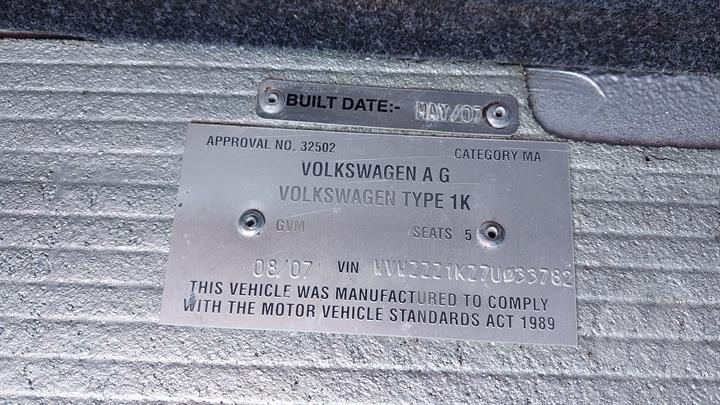 BUILT DATE:- MAY/07
APPROVAL NO. 32502 CATEGORY MA
VOLKSWAGEN A G
VOLKSWAGEN TYPE 1K
GVM SEATS 5
08/07 VIN WVWZZZ1KZ7U033782
THIS VEHICLE WAS MANUFACTURED TO COMPLY
WITH THE MOTOR VEHICLE STANDARDS ACT 1989